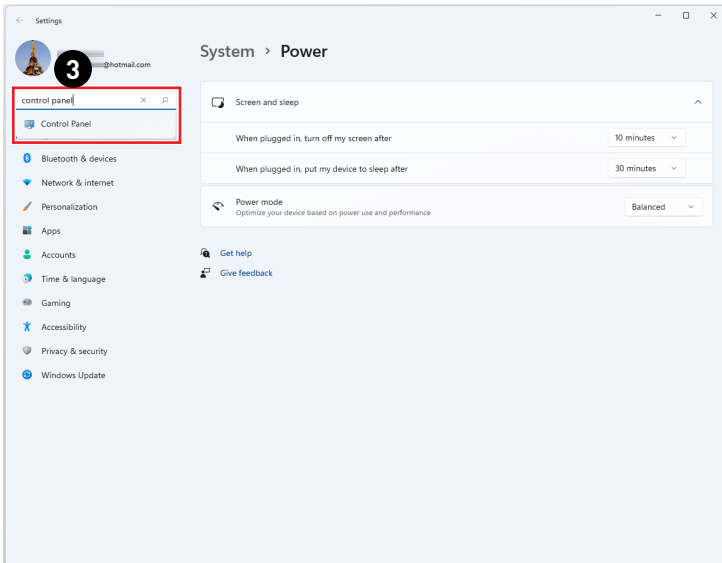 Settings
3
@hotmail.com
control panel
Control Panel
Bluetooth & devices
Network & internet
Personalization
Apps
Accounts
Time & language
Gaming
Accessibility
Privacy & security
Windows Update
System > Power
Screen and sleep
When plugged in, turn off my screen after
10 minutes
When plugged in, put my device to sleep after
30 minutes
Power mode
Optimize your device based on power use and performance
Balanced
Get help
Give feedback